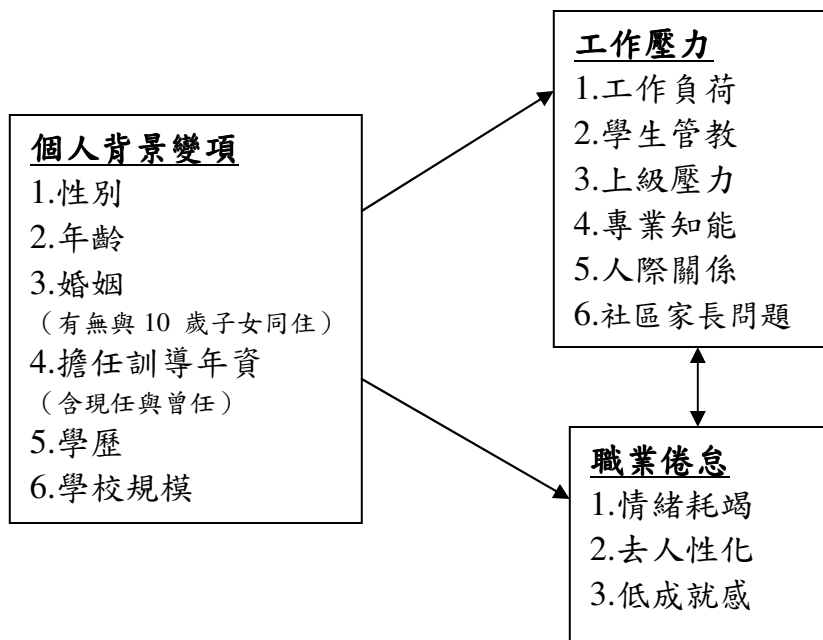 個人背景變項
1.性別
2.年齡
3.婚姻
（有無與 10 歲子女同住）
4.擔任訓導年資
（含現任與曾任）
5.學歷
6.學校規模
工作壓力
1.工作負荷
2.學生管教
3.上級壓力
4.專業知能
5.人際關係
6.社區家長問題
職業倦怠
1.情緒耗竭
2.去人性化
3.低成就感